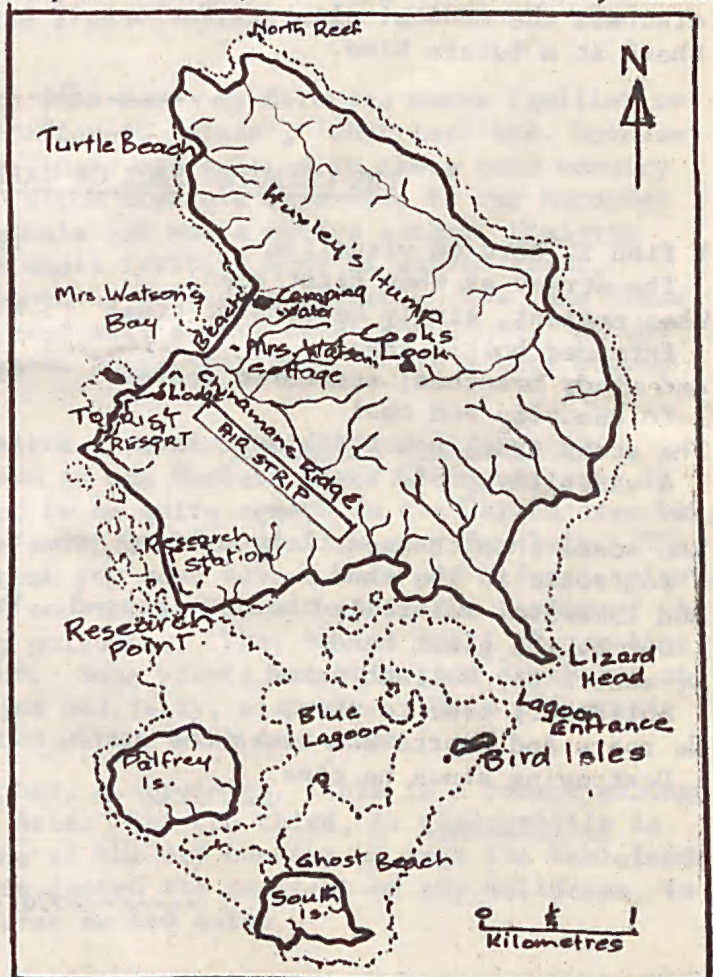 North Reef
N
Turtle Beach
Huxley's Hump
Mrs. Watson's
Bay
Beach
Camping
Water
Cooks
Look
Mrs. Watson
Cottage
Lodge
Ridge
TOURIST
RESORT
AIR STRIP
Research
Station
Research
Point
Lizard
Head
Lagoon
Entrance
Blue
Lagoon
Bird Isles
Palfrey
Is.
Ghost Beach
South
Is.
0 ½ 1
Kilometres